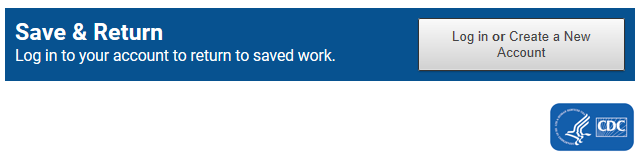 Save & Return
Log in to your account to return to saved work.
Log in or Create a New
Account
CDC